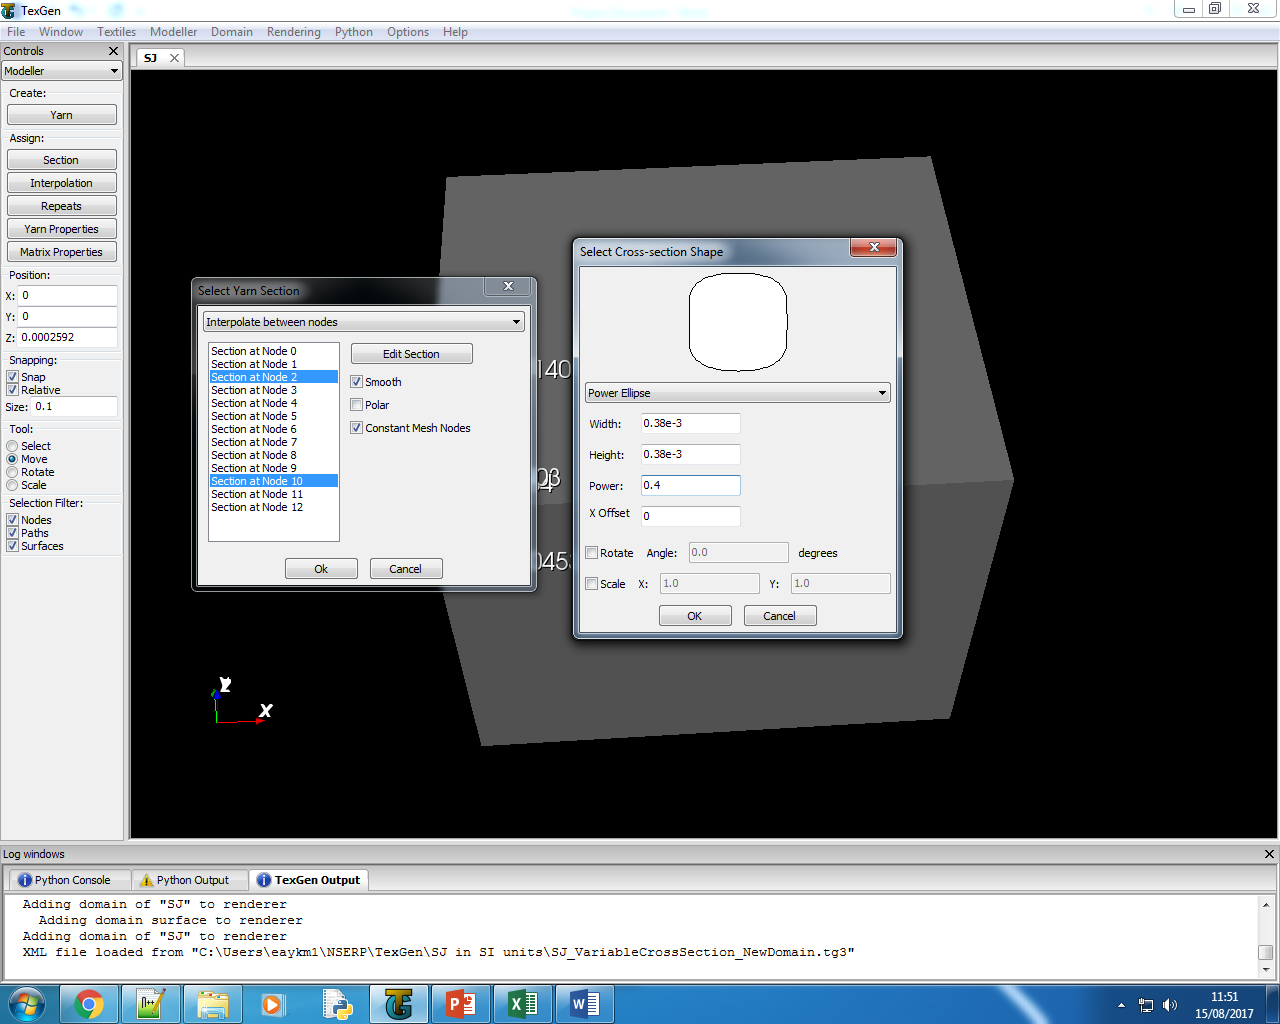 TexGen
File Window Textiles Modeller Domain Rendering Python Options Help
Controls
Modeller
Create:
Yarn
Assign:
Section
Interpolation
Repeats
Yarn Properties
Matrix Properties
Position:
X: 0
Y: 0
Z: 0.0002592
Snapping:
Snap
Relative
Size: 0.1
Tool:
Select
Move
Rotate
Scale
Selection Filter:
Nodes
Paths
Surfaces
SJ
Select Yarn Section
Interpolate between nodes
Section at Node 0
Section at Node 1
Section at Node 2
Section at Node 3
Section at Node 4
Section at Node 5
Section at Node 6
Section at Node 7
Section at Node 8
Section at Node 9
Section at Node 10
Section at Node 11
Section at Node 12
Edit Section
Smooth
Polar
Constant Mesh Nodes
Ok Cancel
Select Cross-section Shape
Power Ellipse
Width: 0.38e-3
Height: 0.38e-3
Power: 0.4
X Offset 0
Rotate Angle: 0.0 degrees
Scale X: 1.0 Y: 1.0
OK Cancel
X
Log windows
Python Console Python Output TexGen Output
Adding domain of "SJ" to renderer
Adding domain surface to renderer
Adding domain of "SJ" to renderer
XML file loaded from "C:\Users\eaykm1\NSERP\TexGen\SJ in SI units\SJ_VariableCrossSection_NewDomain.tg3"
11:51
15/08/2017